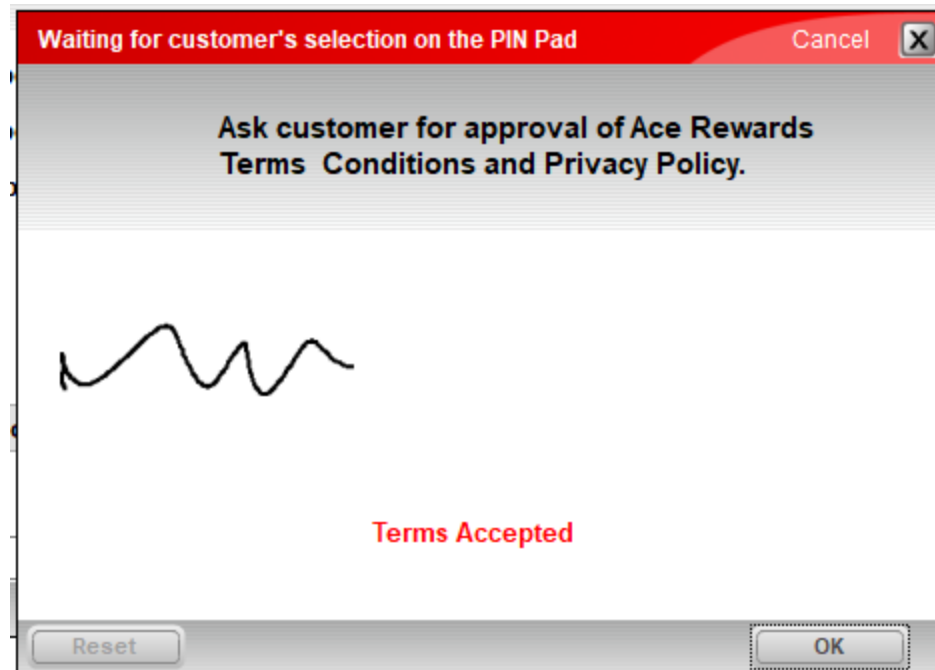 Waiting for customer's selection on the PIN Pad
Cancel
X
Ask customer for approval of Ace Rewards
Terms  Conditions and Privacy Policy.
Terms Accepted
Reset
OK